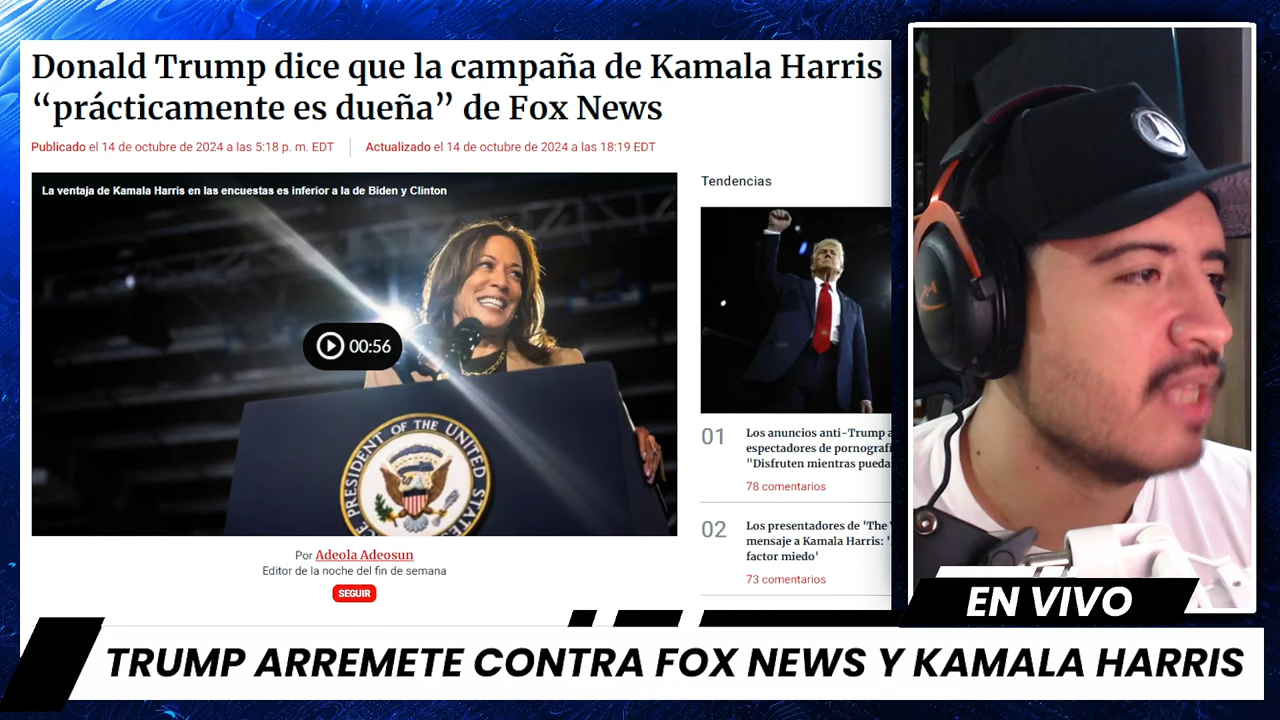 Donald Trump dice que la campaña de Kamala Harris
“prácticamente es dueña” de Fox News
Publicado el 14 de octubre de 2024 a las 5:18 p. m. EDT
Actualizado el 14 de octubre de 2024 a las 18:19 EDT
La ventaja de Kamala Harris en las encuestas es inferior a la de Biden y Clinton
00:56
PRESIDENT OF THE UNITED STATES
Por Adeola Adeosun
Editor de la noche del fin de semana
SEGUIR
Tendencias
01
Los anuncios anti-Trump
espectadores de
"Disfruten mientras
78 comentarios
02
Los presentadores de 'The
mensaje a Kamala Harris:
factor miedo'
73 comentarios
EN VIVO
TRUMP ARREMETE CONTRA FOX NEWS Y KAMALA HARRIS